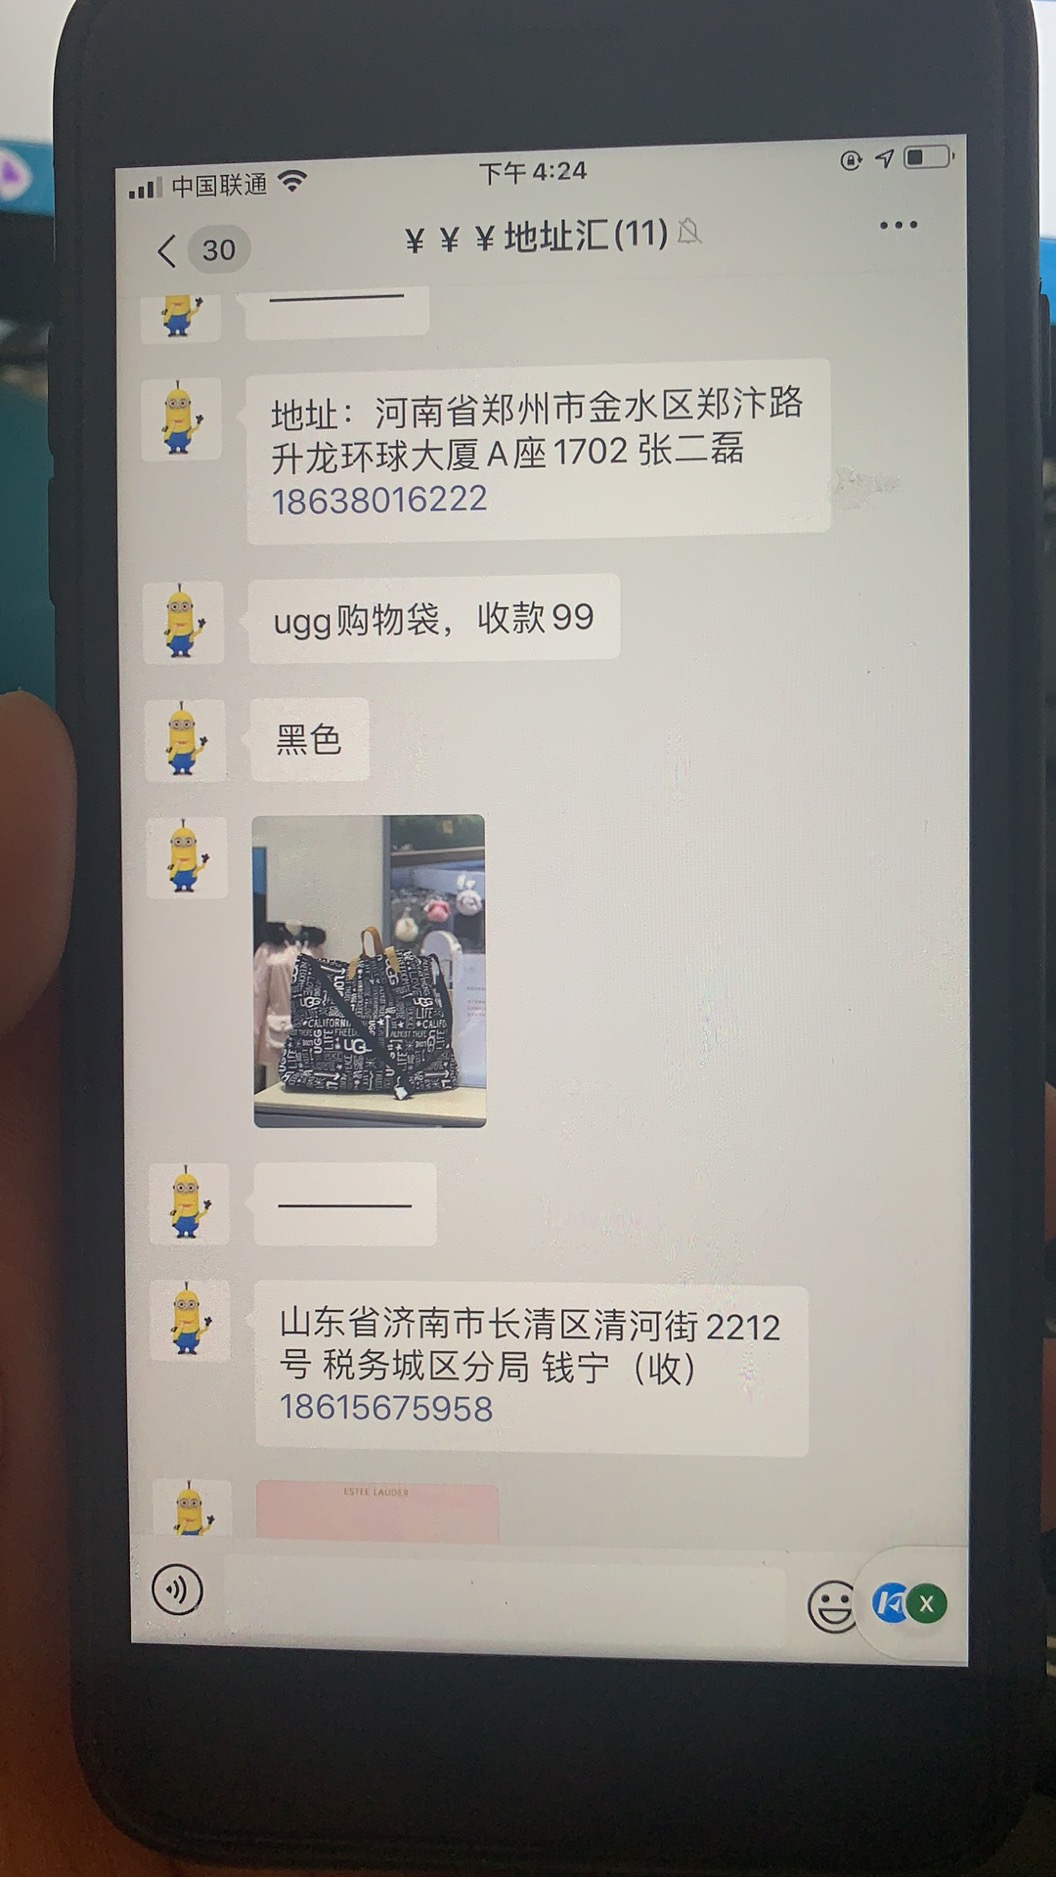 中国联通
下午4:24
30
¥ ¥ ¥地址汇(11)
地址：河南省郑州市金水区郑汴路
升龙环球大厦A座1702 张二磊
18638016222
ugg购物袋，收款99
黑色
CALIFORNIA
UGG
LIFE
UGG
LIFE
CALIFO
山东省济南市长清区清河街2212
号 税务城区分局 钱宁（收）
18615675958
ESTEE LAUDER
X